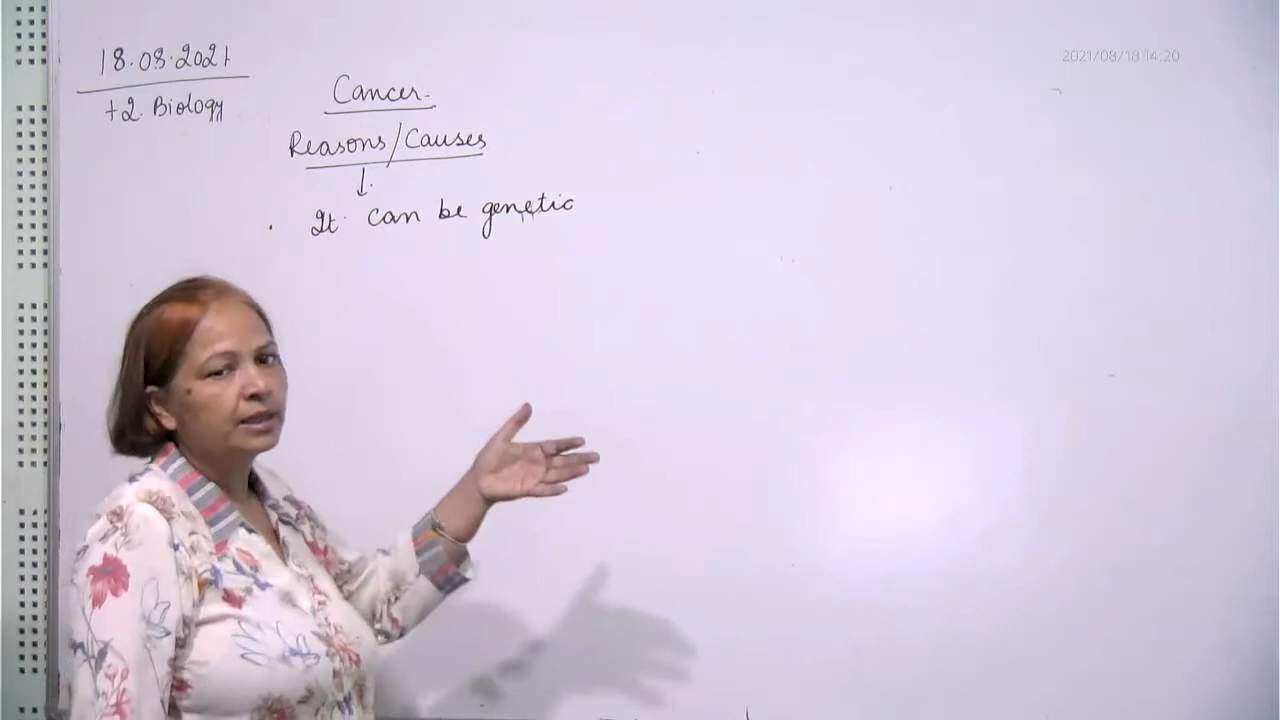 18.08.2021
+2. Biology
Cancer.
Reasons/Causes
It can be genetic
2021/08/18 14:20